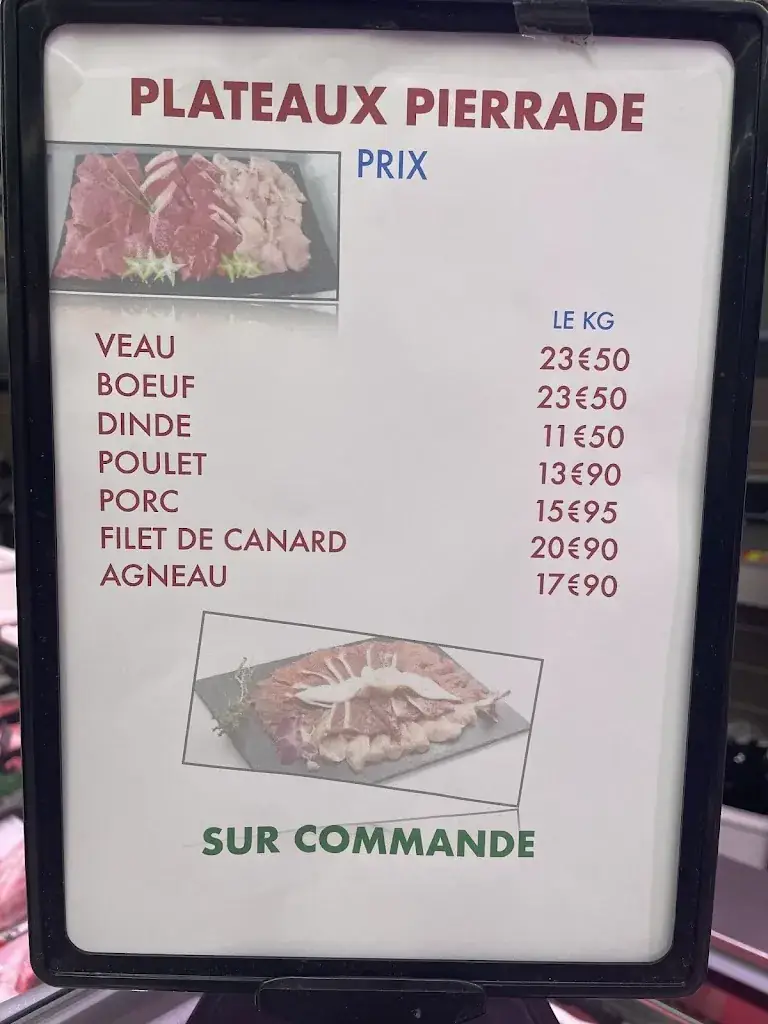 PLATEAUX PIERRADE
PRIX
LE KG
VEAU 23€50
BOEUF 23€50
DINDE 11€50
POULET 13€90
PORC 15€95
FILET DE CANARD 20€90
AGNEAU 17€90
SUR COMMANDE